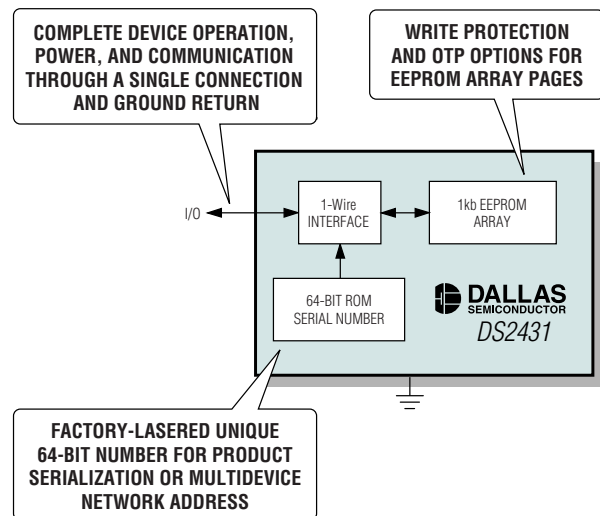 COMPLETE DEVICE OPERATION,
POWER, AND COMMUNICATION
THROUGH A SINGLE CONNECTION
AND GROUND RETURN
WRITE PROTECTION
AND OTP OPTIONS FOR
EEPROM ARRAY PAGES
I/O
1-Wire
INTERFACE
1kb EEPROM
ARRAY
64-BIT ROM
SERIAL NUMBER
DALLAS
SEMICONDUCTOR
DS2431
FACTORY-LASERED UNIQUE
64-BIT NUMBER FOR PRODUCT
SERIALIZATION OR MULTIDEVICE
NETWORK ADDRESS